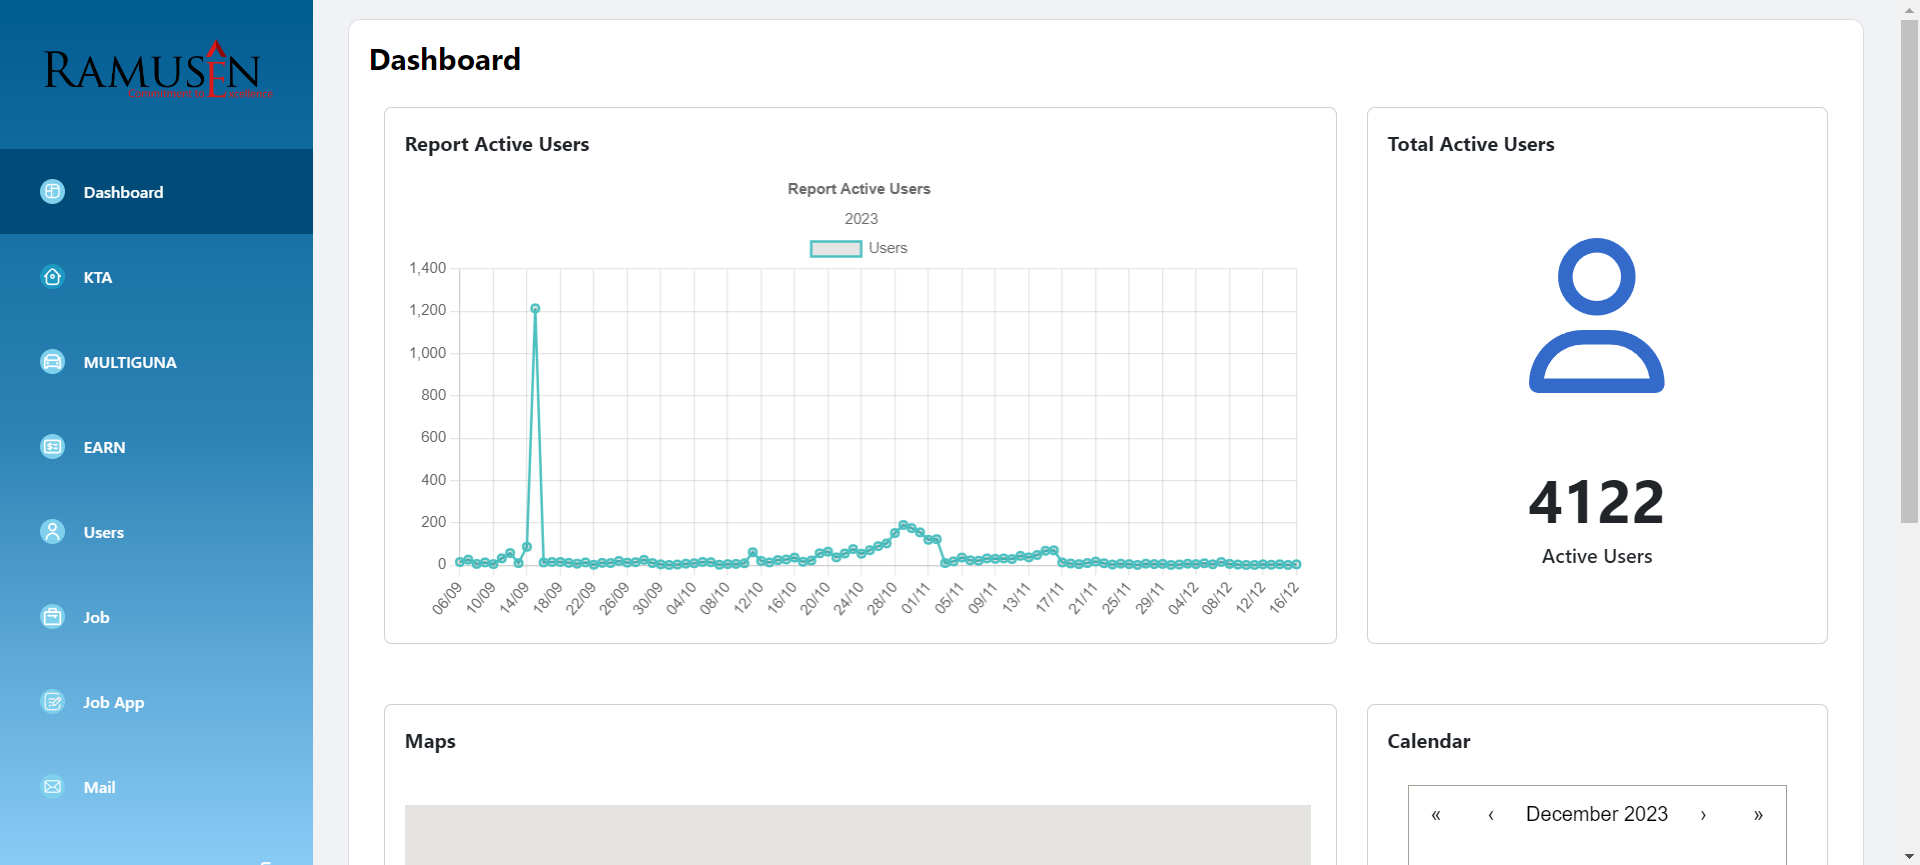 RAMUSEN
Commitment to Excellence
Dashboard
KTA
MULTIGUNA
EARN
Users
Job
Job App
Mail
Dashboard
Report Active Users
Report Active Users
2023
Users
1,400
1,200
1,000
800
600
400
200
0
06/09 10/09 14/09 18/09 22/09 26/09 30/09 04/10 08/10 12/10 16/10 20/10 24/10 28/10 01/11 05/11 09/11 13/11 17/11 21/11 25/11 29/11 04/12 08/12 12/12 16/12
Total Active Users
4122
Active Users
Maps
Calendar
« ‹ December 2023 › »